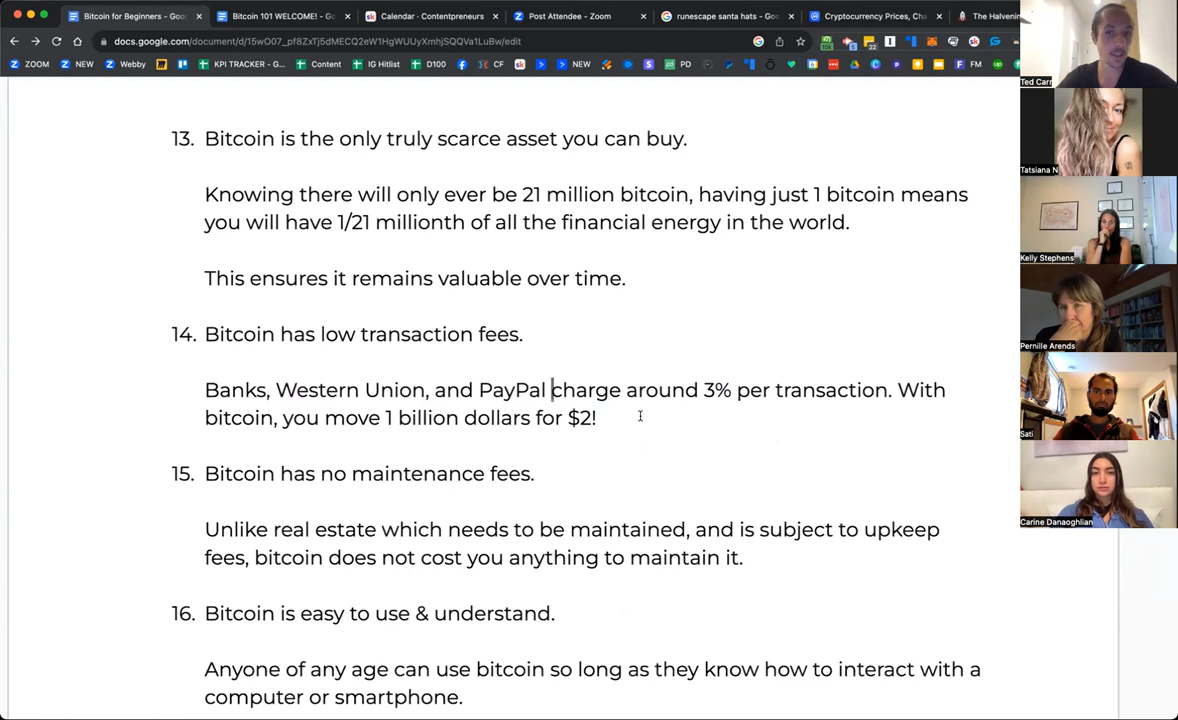 Bitcoin for Beginners - Goo
Bitcoin 101 WELCOME! - Go
Calendar · Contentpreneurs
Post Attendee - Zoom
runescape santa hats - Goo
Cryptocurrency Prices, Cha
The Halvenin
docs.google.com/document/d/15wO07_pf8ZxTj5dMECQ2eW1HgWUUyXmhjSQQVa1LuBw/edit
ZOOM
NEW
Webby
KPI TRACKER - G...
Content
IG Hitlist
D100
CF
NEW
PD
FM
13. Bitcoin is the only truly scarce asset you can buy.
Knowing there will only ever be 21 million bitcoin, having just 1 bitcoin means
you will have 1/21 millionth of all the financial energy in the world.
This ensures it remains valuable over time.
14. Bitcoin has low transaction fees.
Banks, Western Union, and PayPal charge around 3% per transaction. With
bitcoin, you move 1 billion dollars for $2!
15. Bitcoin has no maintenance fees.
Unlike real estate which needs to be maintained, and is subject to upkeep
fees, bitcoin does not cost you anything to maintain it.
16. Bitcoin is easy to use & understand.
Anyone of any age can use bitcoin so long as they know how to interact with a
computer or smartphone.
Ted Carr
Tatsiana N
Kelly Stephens
Pernille Arends
Sati
Carine Danaoghlian